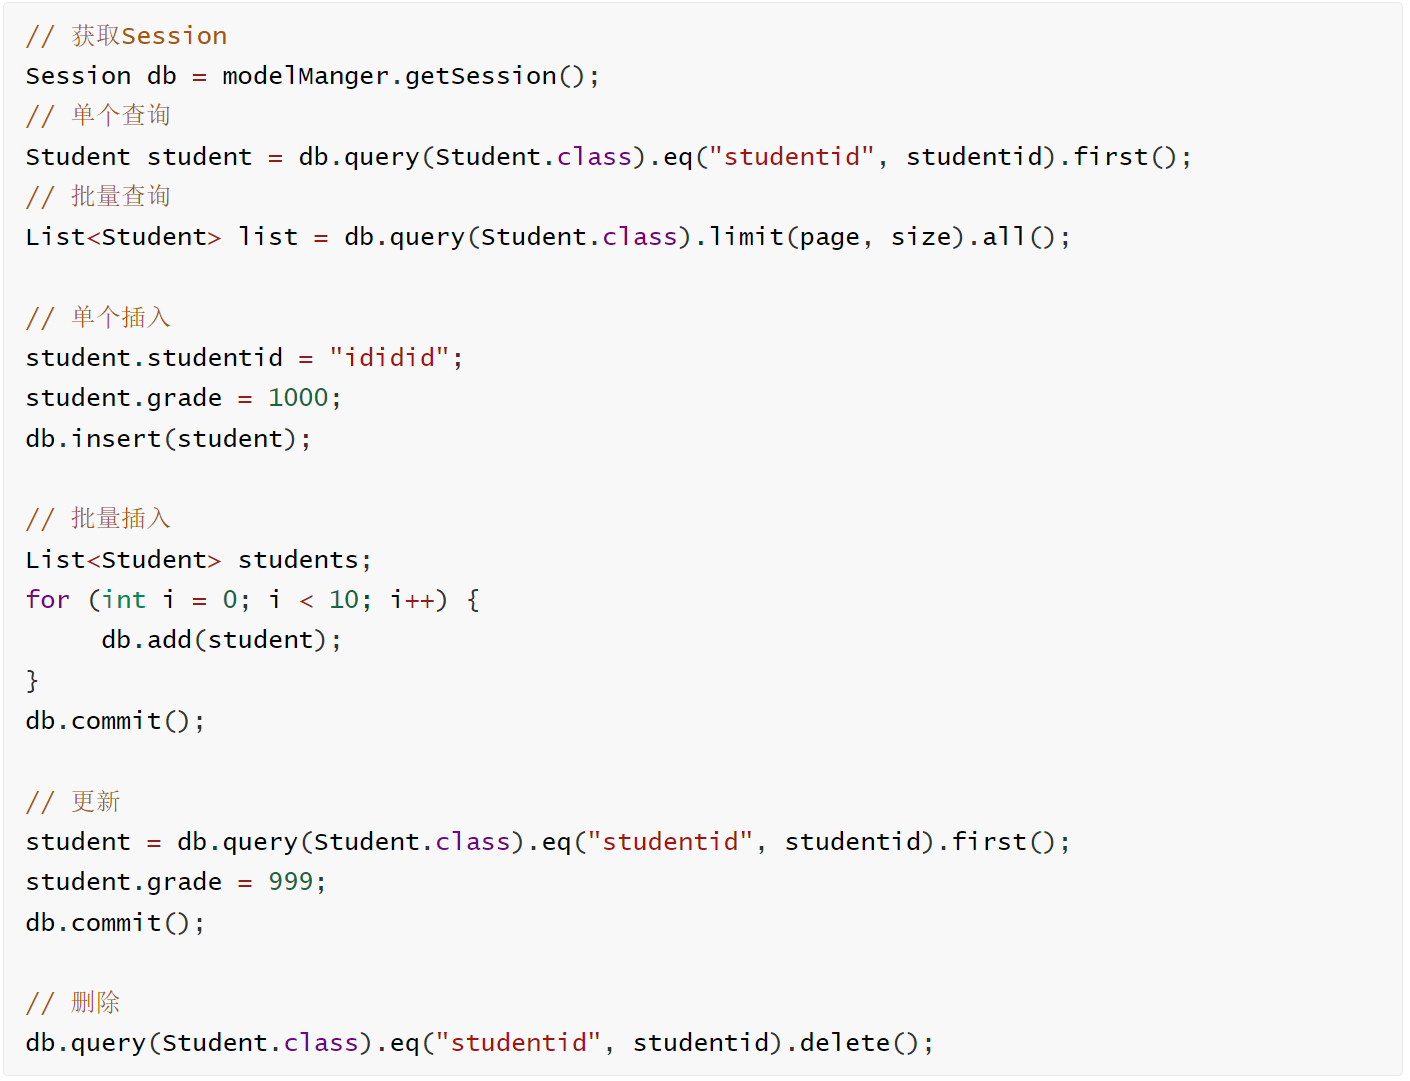 // 获取Session
Session db = modelManger.getSession();
// 单个查询
Student student = db.query(Student.class).eq("studentid", studentid).first();
// 批量查询
List<Student> list = db.query(Student.class).limit(page, size).all();
// 单个插入
student.studentid = "ididid";
student.grade = 1000;
db.insert(student);
// 批量插入
List<Student> students;
for (int i = 0; i < 10; i++) {
     db.add(student);
}
db.commit();
// 更新
student = db.query(Student.class).eq("studentid", studentid).first();
student.grade = 999;
db.commit();
// 删除
db.query(Student.class).eq("studentid", studentid).delete();